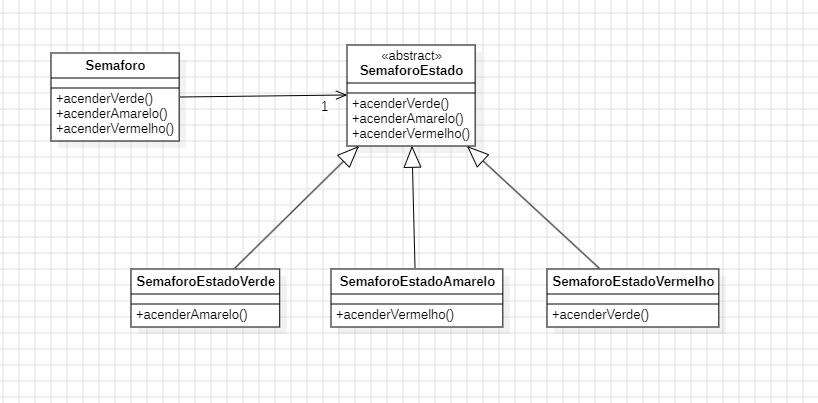 Semaforo
+acenderVerde()
+acenderAmarelo()
+acenderVermelho()
1
«abstract»
SemaforoEstado
+acenderVerde()
+acenderAmarelo()
+acenderVermelho()
SemaforoEstadoVerde
+acenderAmarelo()
SemaforoEstadoAmarelo
+acenderVermelho()
SemaforoEstadoVermelho
+acenderVerde()